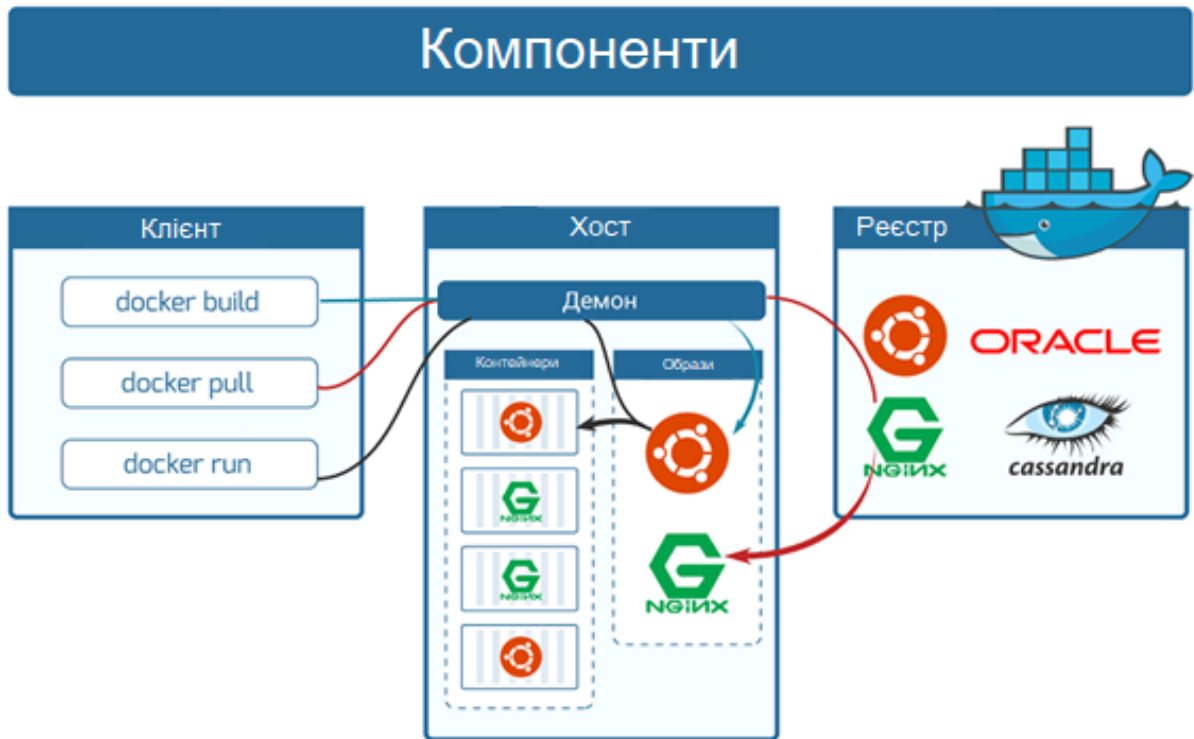 Компоненти
Клієнт
docker build
docker pull
docker run
Хост
Демон
Контейнери
NGiNX
NGiNX
Образи
NGiNX
Реєстр
ORACLE
NGiNX
cassandra